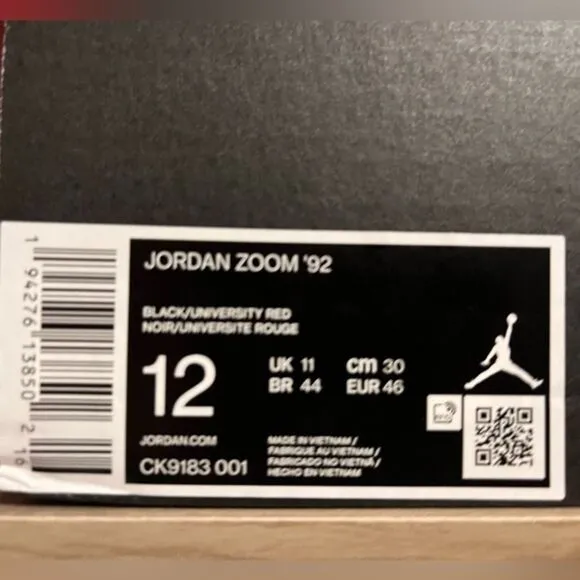 JORDAN ZOOM '92
BLACK/UNIVERSITY RED
NOIR/UNIVERSITE ROUGE
12
UK 11 cm 30
BR 44 EUR 46
JORDAN.COM
CK9183 001
MADE IN VIETNAM /
FABRIQUE AU VIETNAM /
FABRICADO NO VIETNÃ /
HECHO EN VIETNAM
1 94276 13850 2